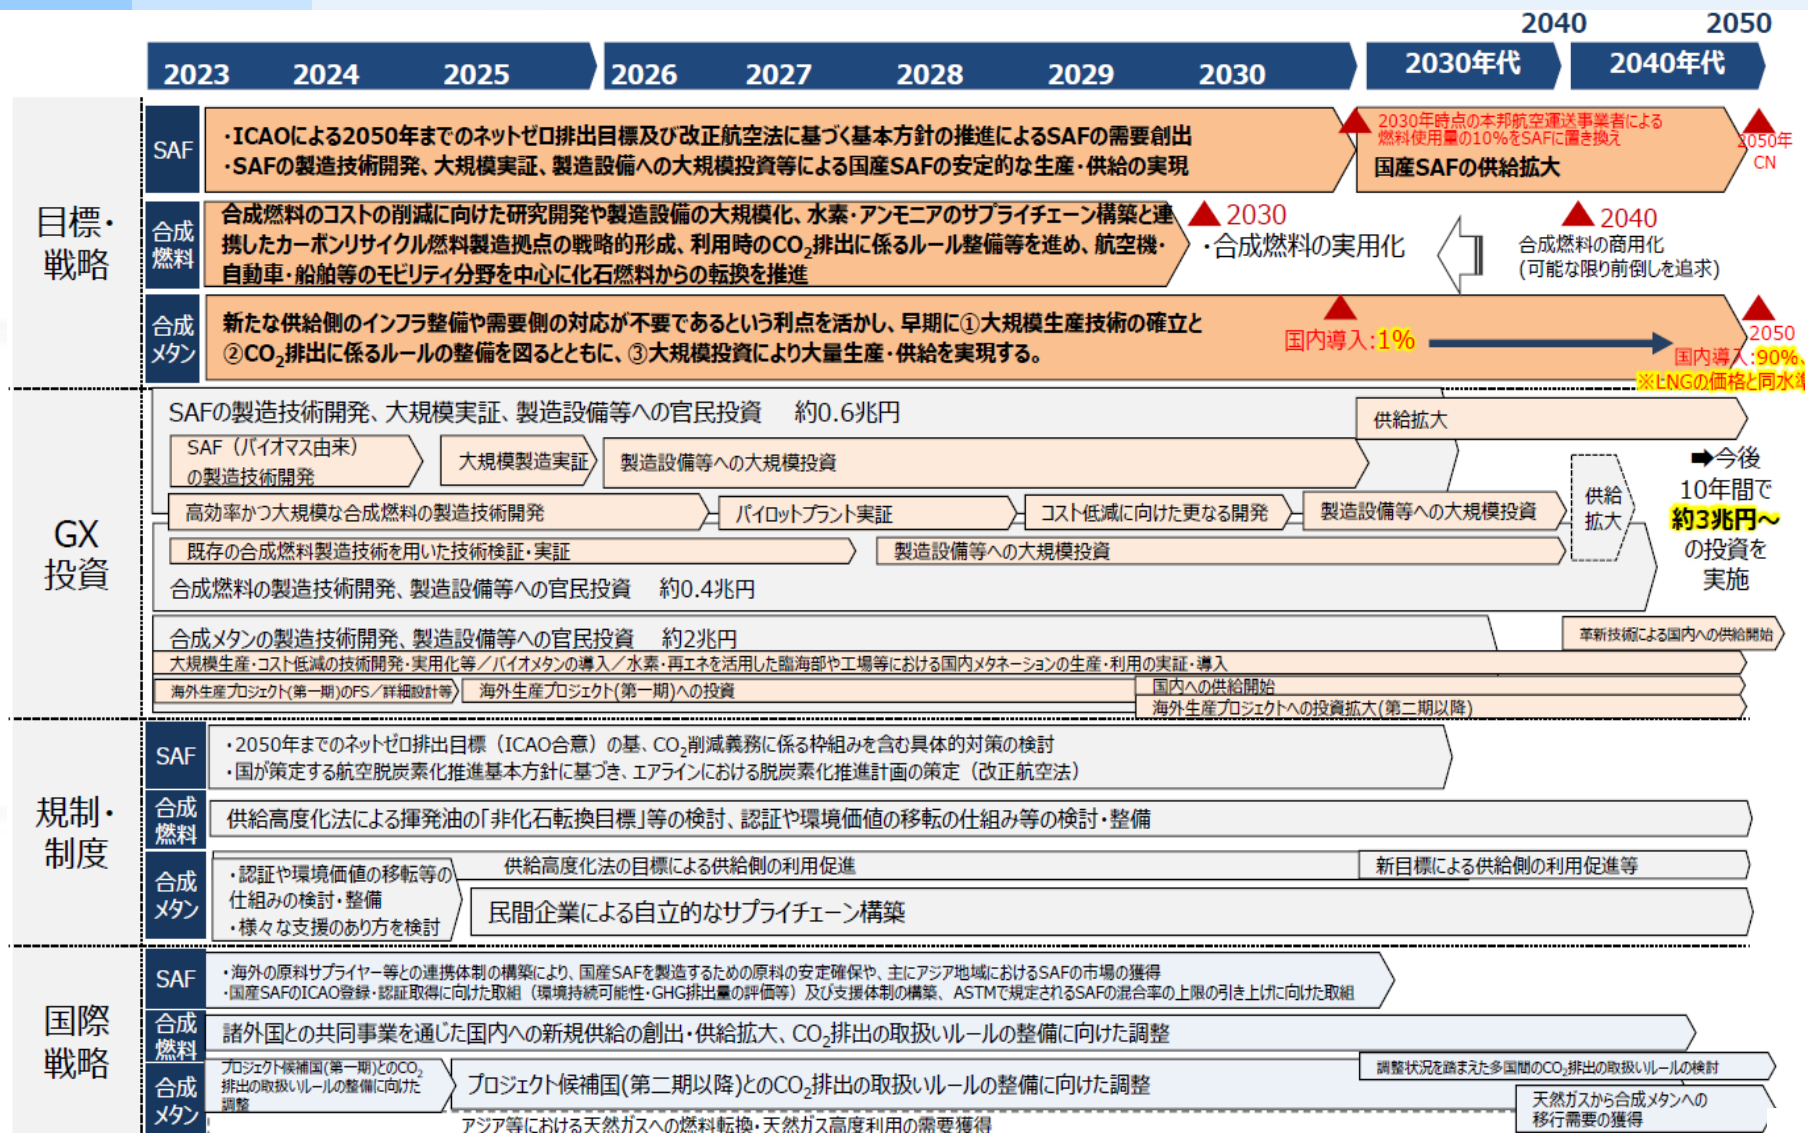 2040 2050
2023 2024 2025 2026 2027 2028 2029 2030 2030年代 2040年代
目標・
戦略
SAF
・ICAOによる2050年までのネットゼロ排出目標及び改正航空法に基づく基本方針の推進によるSAFの需要創出
・SAFの製造技術開発、大規模実証、製造設備への大規模投資等による国産SAFの安定的な生産・供給の実現
2030年時点の本邦航空運送事業者による
燃料使用量の10%をSAFに置き換え
国産SAFの供給拡大
2050年
CN
合成
燃料
合成燃料のコストの削減に向けた研究開発や製造設備の大規模化、水素・アンモニアのサプライチェーン構築と連
携したカーボンリサイクル燃料製造拠点の戦略的形成、利用時のCO2排出に係るルール整備等を進め、航空機・
自動車・船舶等のモビリティ分野を中心に化石燃料からの転換を推進
2030
・合成燃料の実用化
2040
合成燃料の商用化
(可能な限り前倒しを追求)
合成
メタン
新たな供給側のインフラ整備や需要側の対応が不要であるという利点を活かし、早期に①大規模生産技術の確立と
②CO2排出に係るルールの整備を図るとともに、③大規模投資により大量生産・供給を実現する。
国内導入:1%
2050
国内導入:90%、
※LNGの価格と同水準
GX
投資
SAFの製造技術開発、大規模実証、製造設備等への官民投資 約0.6兆円
供給拡大
SAF(バイオマス由来)
の製造技術開発
大規模製造実証
製造設備等への大規模投資
高効率かつ大規模な合成燃料の製造技術開発
パイロットプラント実証
コスト低減に向けた更なる開発
製造設備等への大規模投資
供給
拡大
既存の合成燃料製造技術を用いた技術検証・実証
製造設備等への大規模投資
合成燃料の製造技術開発、製造設備等への官民投資 約0.4兆円
➡今後
10年間で
約3兆円～
の投資を
実施
合成メタンの製造技術開発、製造設備等への官民投資 約2兆円
革新技術による国内への供給開始
大規模生産・コスト低減の技術開発・実用化等／バイオメタンの導入／水素・再エネを活用した臨海部や工場等における国内メタネーションの生産・利用の実証・導入
海外生産プロジェクト(第一期)のFS／詳細設計等
海外生産プロジェクト(第一期)への投資
国内への供給開始
海外生産プロジェクトへの投資拡大(第二期以降)
規制・
制度
SAF
・2050年までのネットゼロ排出目標（ICAO合意）の基、CO2削減義務に係る枠組みを含む具体的対策の検討
・国が策定する航空脱炭素化推進基本方針に基づき、エアラインにおける脱炭素化推進計画の策定（改正航空法）
合成
燃料
供給高度化法による揮発油の「非化石転換目標」等の検討、認証や環境価値の移転の仕組み等の検討・整備
合成
メタン
・認証や環境価値の移転等の
仕組みの検討・整備
・様々な支援のあり方を検討
供給高度化法の目標による供給側の利用促進
新目標による供給側の利用促進等
民間企業による自立的なサプライチェーン構築
国際
戦略
SAF
・海外の原料サプライヤー等との連携体制の構築により、国産SAFを製造するための原料の安定確保や、主にアジア地域におけるSAFの市場の獲得
・国産SAFのICAO登録・認証取得に向けた取組（環境持続可能性・GHG排出量の評価等）及び支援体制の構築、ASTMで規定されるSAFの混合率の上限の引き上げに向けた取組
合成
燃料
諸外国との共同事業を通じた国内への新規供給の創出・供給拡大、CO2排出の取扱いルールの整備に向けた調整
合成
メタン
プロジェクト候補国(第一期)とのCO2
排出の取扱いルールの整備に向けた
調整
プロジェクト候補国(第二期以降)とのCO2排出の取扱いルールの整備に向けた調整
調整状況を踏まえた多国間のCO2排出の取扱いルールの検討
天然ガスから合成メタンへの
移行需要の獲得
アジア等における天然ガスへの燃料転換・天然ガス高度利用の需要獲得